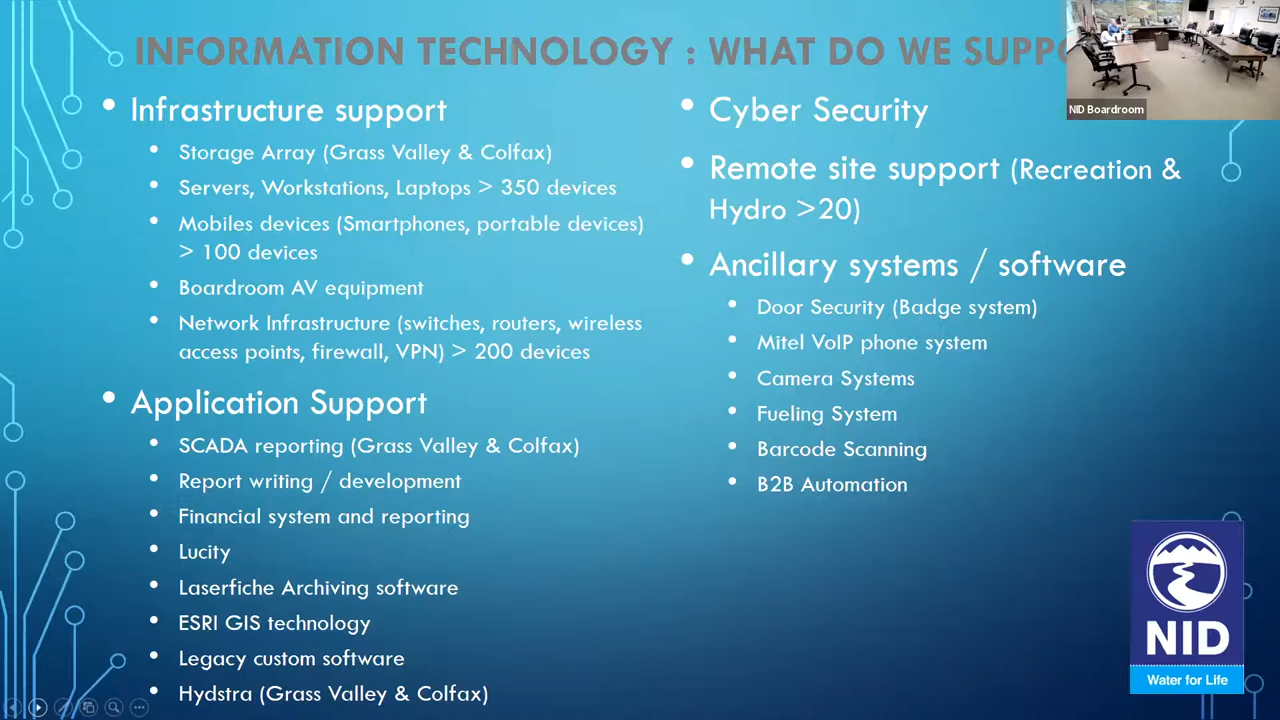 INFORMATION TECHNOLOGY : WHAT DO WE SUPPO
NID Boardroom
• Infrastructure support
• Storage Array (Grass Valley & Colfax)
• Servers, Workstations, Laptops > 350 devices
• Mobiles devices (Smartphones, portable devices)
> 100 devices
• Boardroom AV equipment
• Network Infrastructure (switches, routers, wireless
access points, firewall, VPN) > 200 devices
• Application Support
• SCADA reporting (Grass Valley & Colfax)
• Report writing / development
• Financial system and reporting
• Lucity
• Laserfiche Archiving software
• ESRI GIS technology
• Legacy custom software
• Hydstra (Grass Valley & Colfax)
• Cyber Security
• Remote site support (Recreation &
Hydro >20)
• Ancillary systems / software
• Door Security (Badge system)
• Mitel VoIP phone system
• Camera Systems
• Fueling System
• Barcode Scanning
• B2B Automation
NID
Water for Life